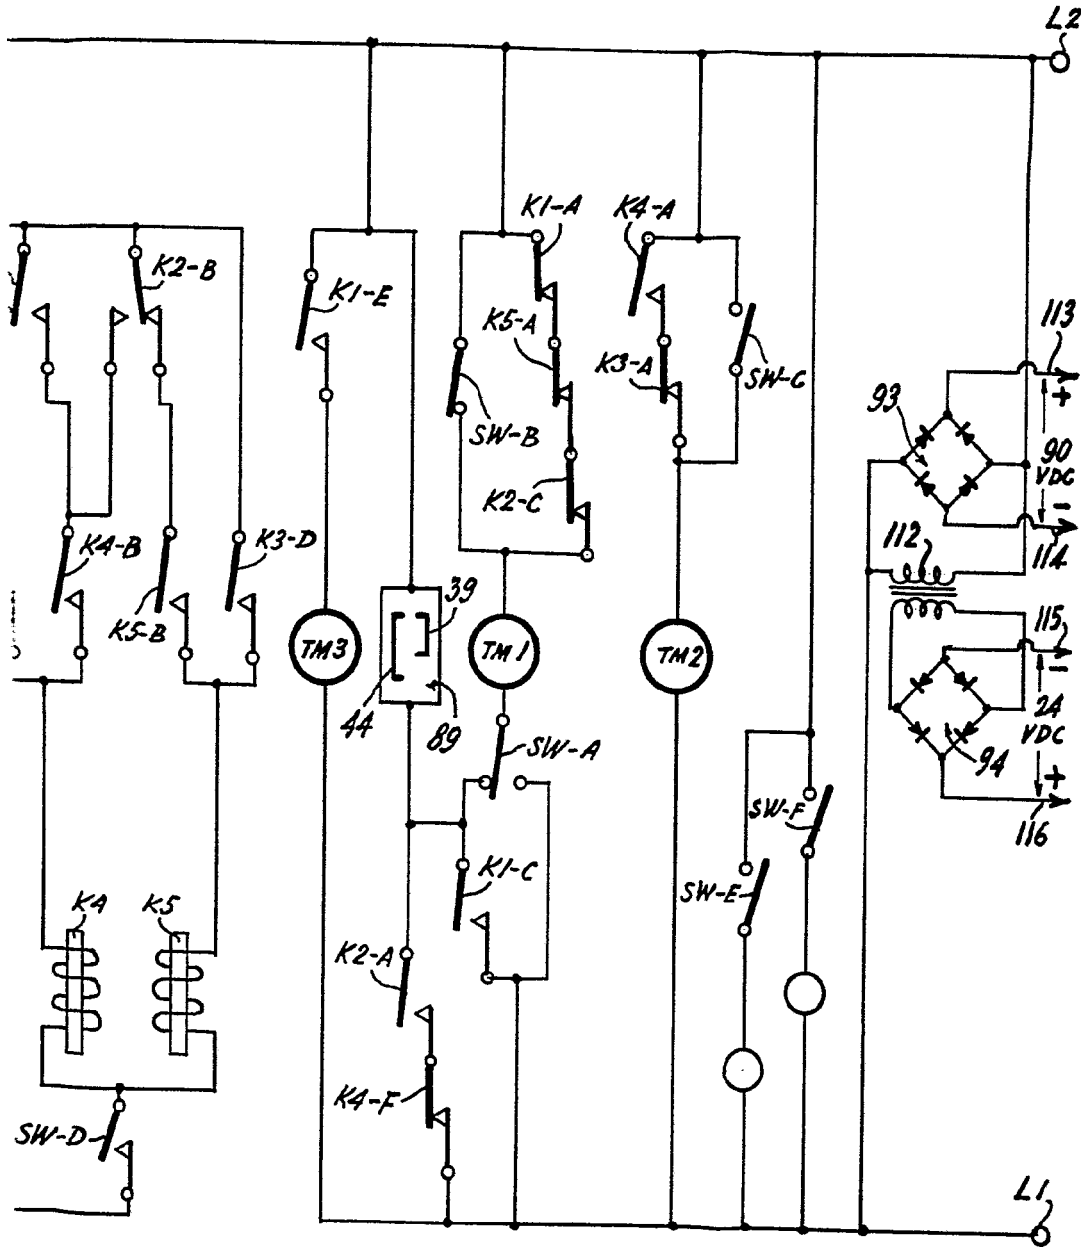 L2
K1-A
K4-A
K2-B
K1-E
113
K5-A
K3-A
SW-C
+
93
SW-B
90
VDC
K2-C
-
K4-B
K3-D
112
114
39
K5-B
115
TM3
TM1
TM2
-
44
89
24
VDC
SW-A
94
+
SW-F
116
K1-C
SW-E
K4
K5
K2-A
K4-F
SW-D
L1